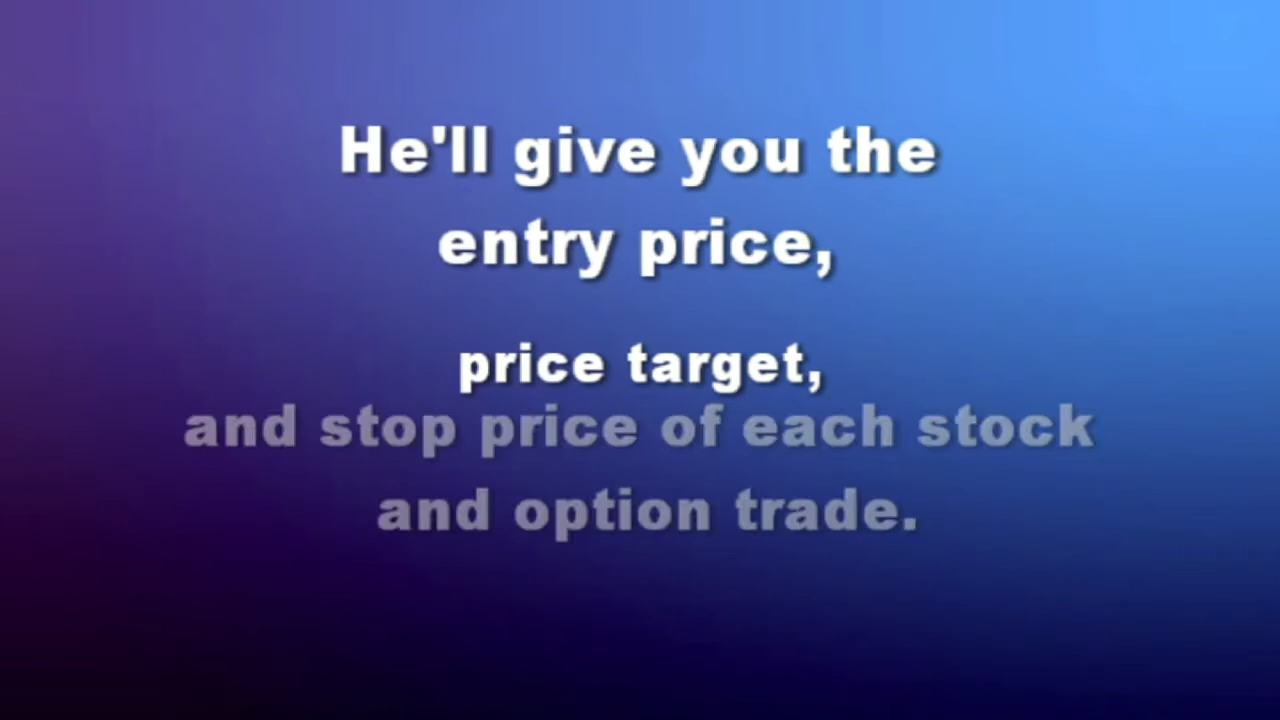 He'll give you the
entry price,
price target,
and stop price of each stock
and option trade.